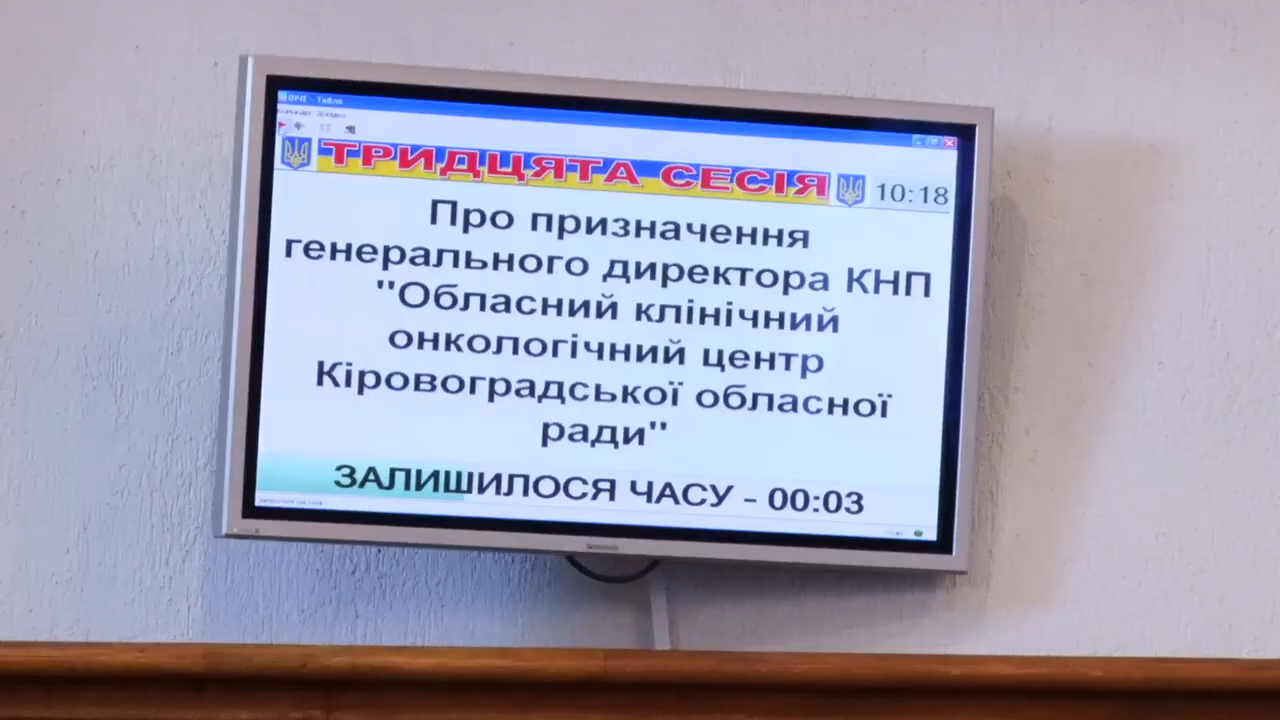 ТРИДЦЯТА СЕСІЯ
10:18
Про призначення
генерального директора КНП
"Обласний клінічний
онкологічний центр
Кіровоградської обласної
ради"
ЗАЛИШИЛОСЯ ЧАСУ - 00:03